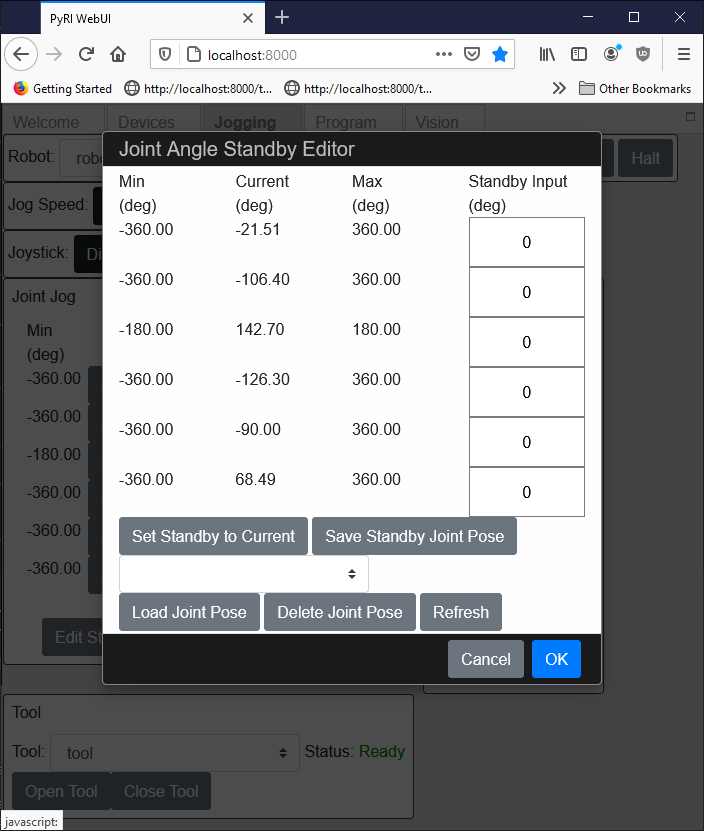 PyRI WebUI
localhost:8000
Getting Started http://localhost:8000/t... http://localhost:8000/t... Other Bookmarks
Welcome Devices Jogging Program Vision
Joint Angle Standby Editor
Robot: robo Halt
Min Current Max Standby Input
(deg) (deg) (deg) (deg)
-360.00 -21.51 360.00 0
-360.00 -106.40 360.00 0
-180.00 142.70 180.00 0
-360.00 -126.30 360.00 0
-360.00 -90.00 360.00 0
-360.00 68.49 360.00 0
Set Standby to Current Save Standby Joint Pose
Load Joint Pose Delete Joint Pose Refresh
Cancel OK
Jog Speed:
Joystick: Di
Joint Jog
Min
(deg)
-360.00
-360.00
-180.00
-360.00
-360.00
-360.00
Edit St
Tool
Tool: tool Status: Ready
Open Tool Close Tool
javascript: